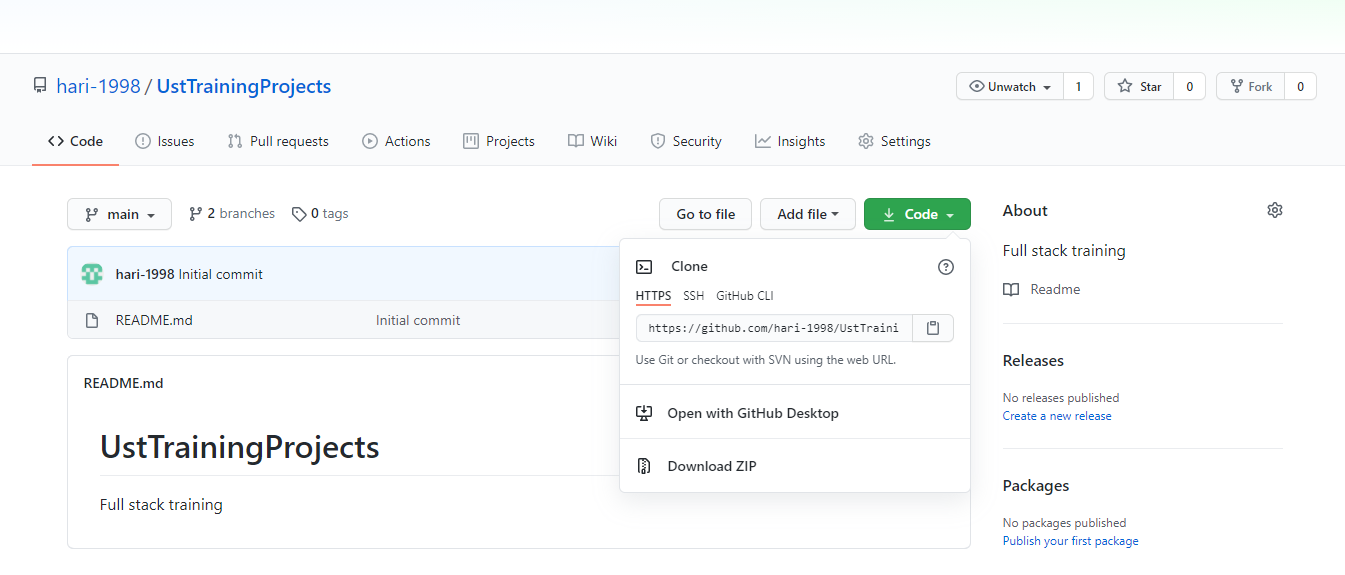 hari-1998 / UstTrainingProjects
Unwatch 1 Star 0 Fork 0
Code Issues Pull requests Actions Projects Wiki Security Insights Settings
main 2 branches 0 tags Go to file Add file Code
hari-1998 Initial commit
README.md Initial commit
README.md
UstTrainingProjects
Full stack training
Clone
HTTPS SSH GitHub CLI
https://github.com/hari-1998/UstTraini
Use Git or checkout with SVN using the web URL.
Open with GitHub Desktop
Download ZIP
About
Full stack training
Readme
Releases
No releases published
Create a new release
Packages
No packages published
Publish your first package